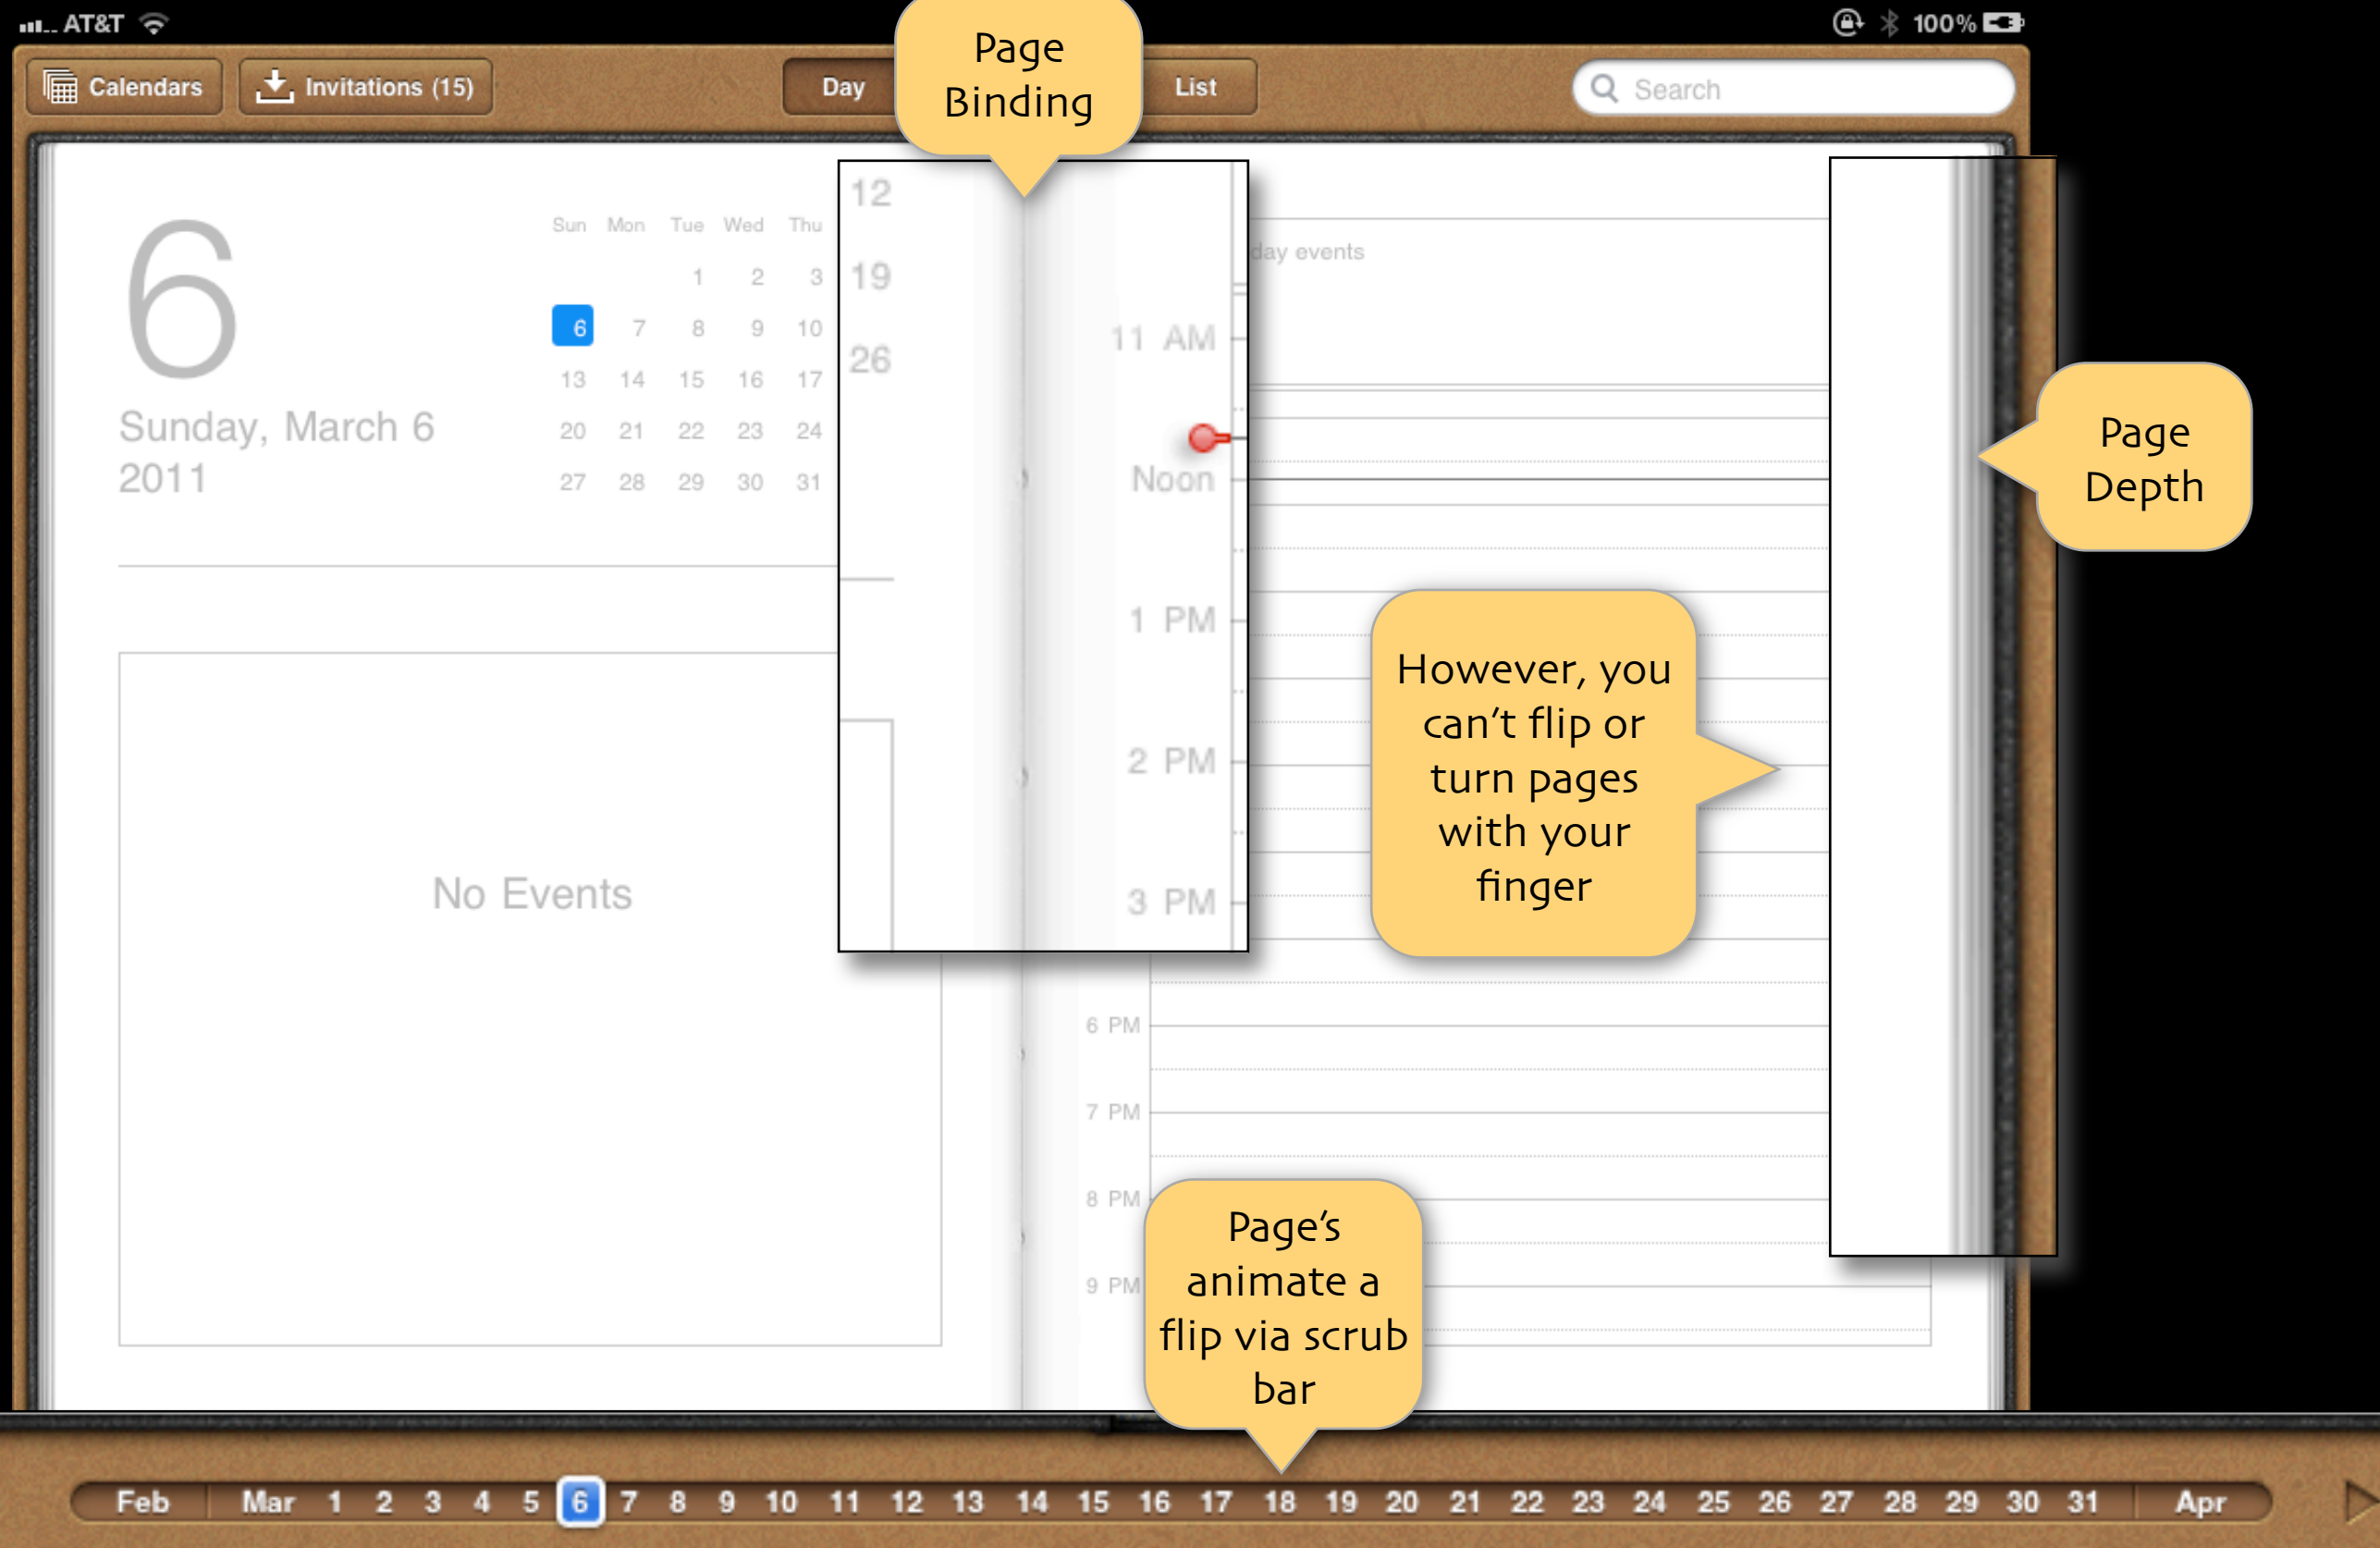 AT&T
100%
Calendars
Invitations (15)
Day
List
Search
Page
Binding
6
Sunday, March 6
2011
Sun Mon Tue Wed Thu
1 2 3
6 7 8 9 10
13 14 15 16 17
20 21 22 23 24
27 28 29 30 31
12
19
26
No Events
day events
11 AM
Noon
1 PM
2 PM
3 PM
6 PM
7 PM
8 PM
9 PM
Page
Depth
However, you
can't flip or
turn pages
with your
finger
Page's
animate a
flip via scrub
bar
Feb Mar 1 2 3 4 5 6 7 8 9 10 11 12 13 14 15 16 17 18 19 20 21 22 23 24 25 26 27 28 29 30 31 Apr